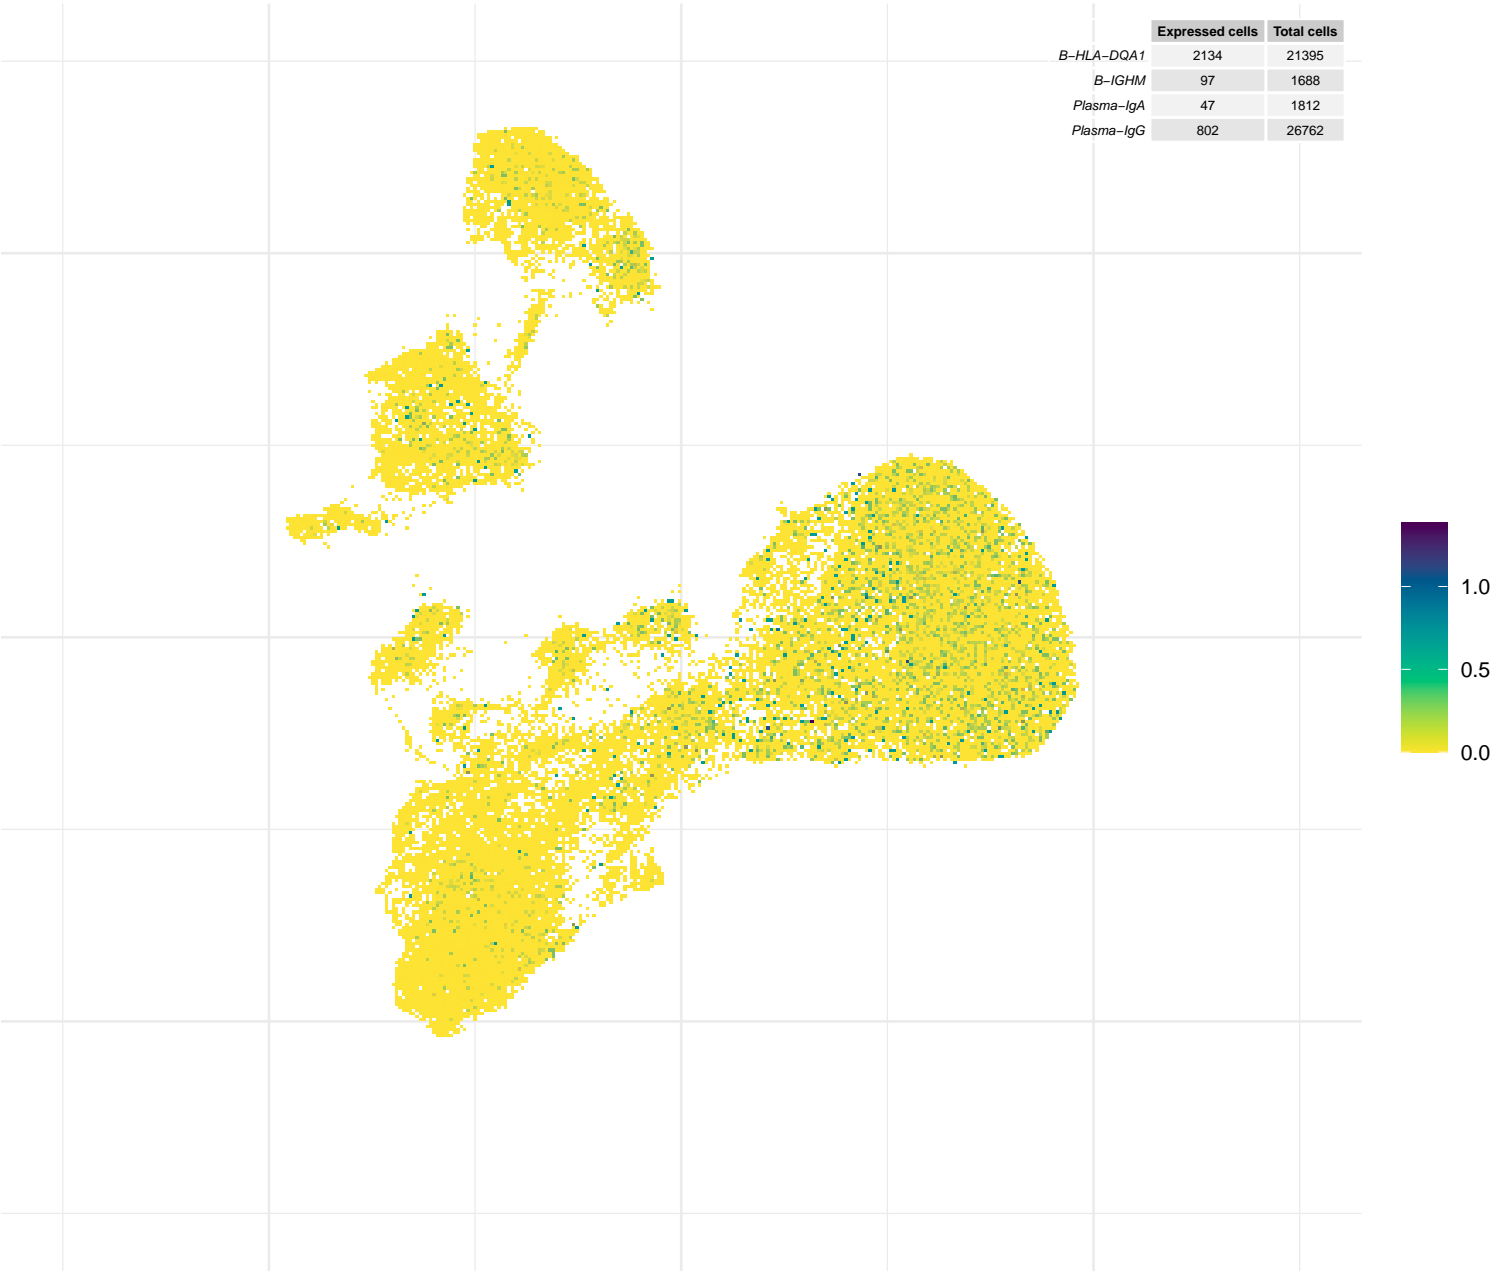 Expressed cells Total cells
B−HLA−DQA1 2134 21395
B−IGHM 97 1688
Plasma−IgA 47 1812
Plasma−IgG 802 26762
1.0
0.5
0.0